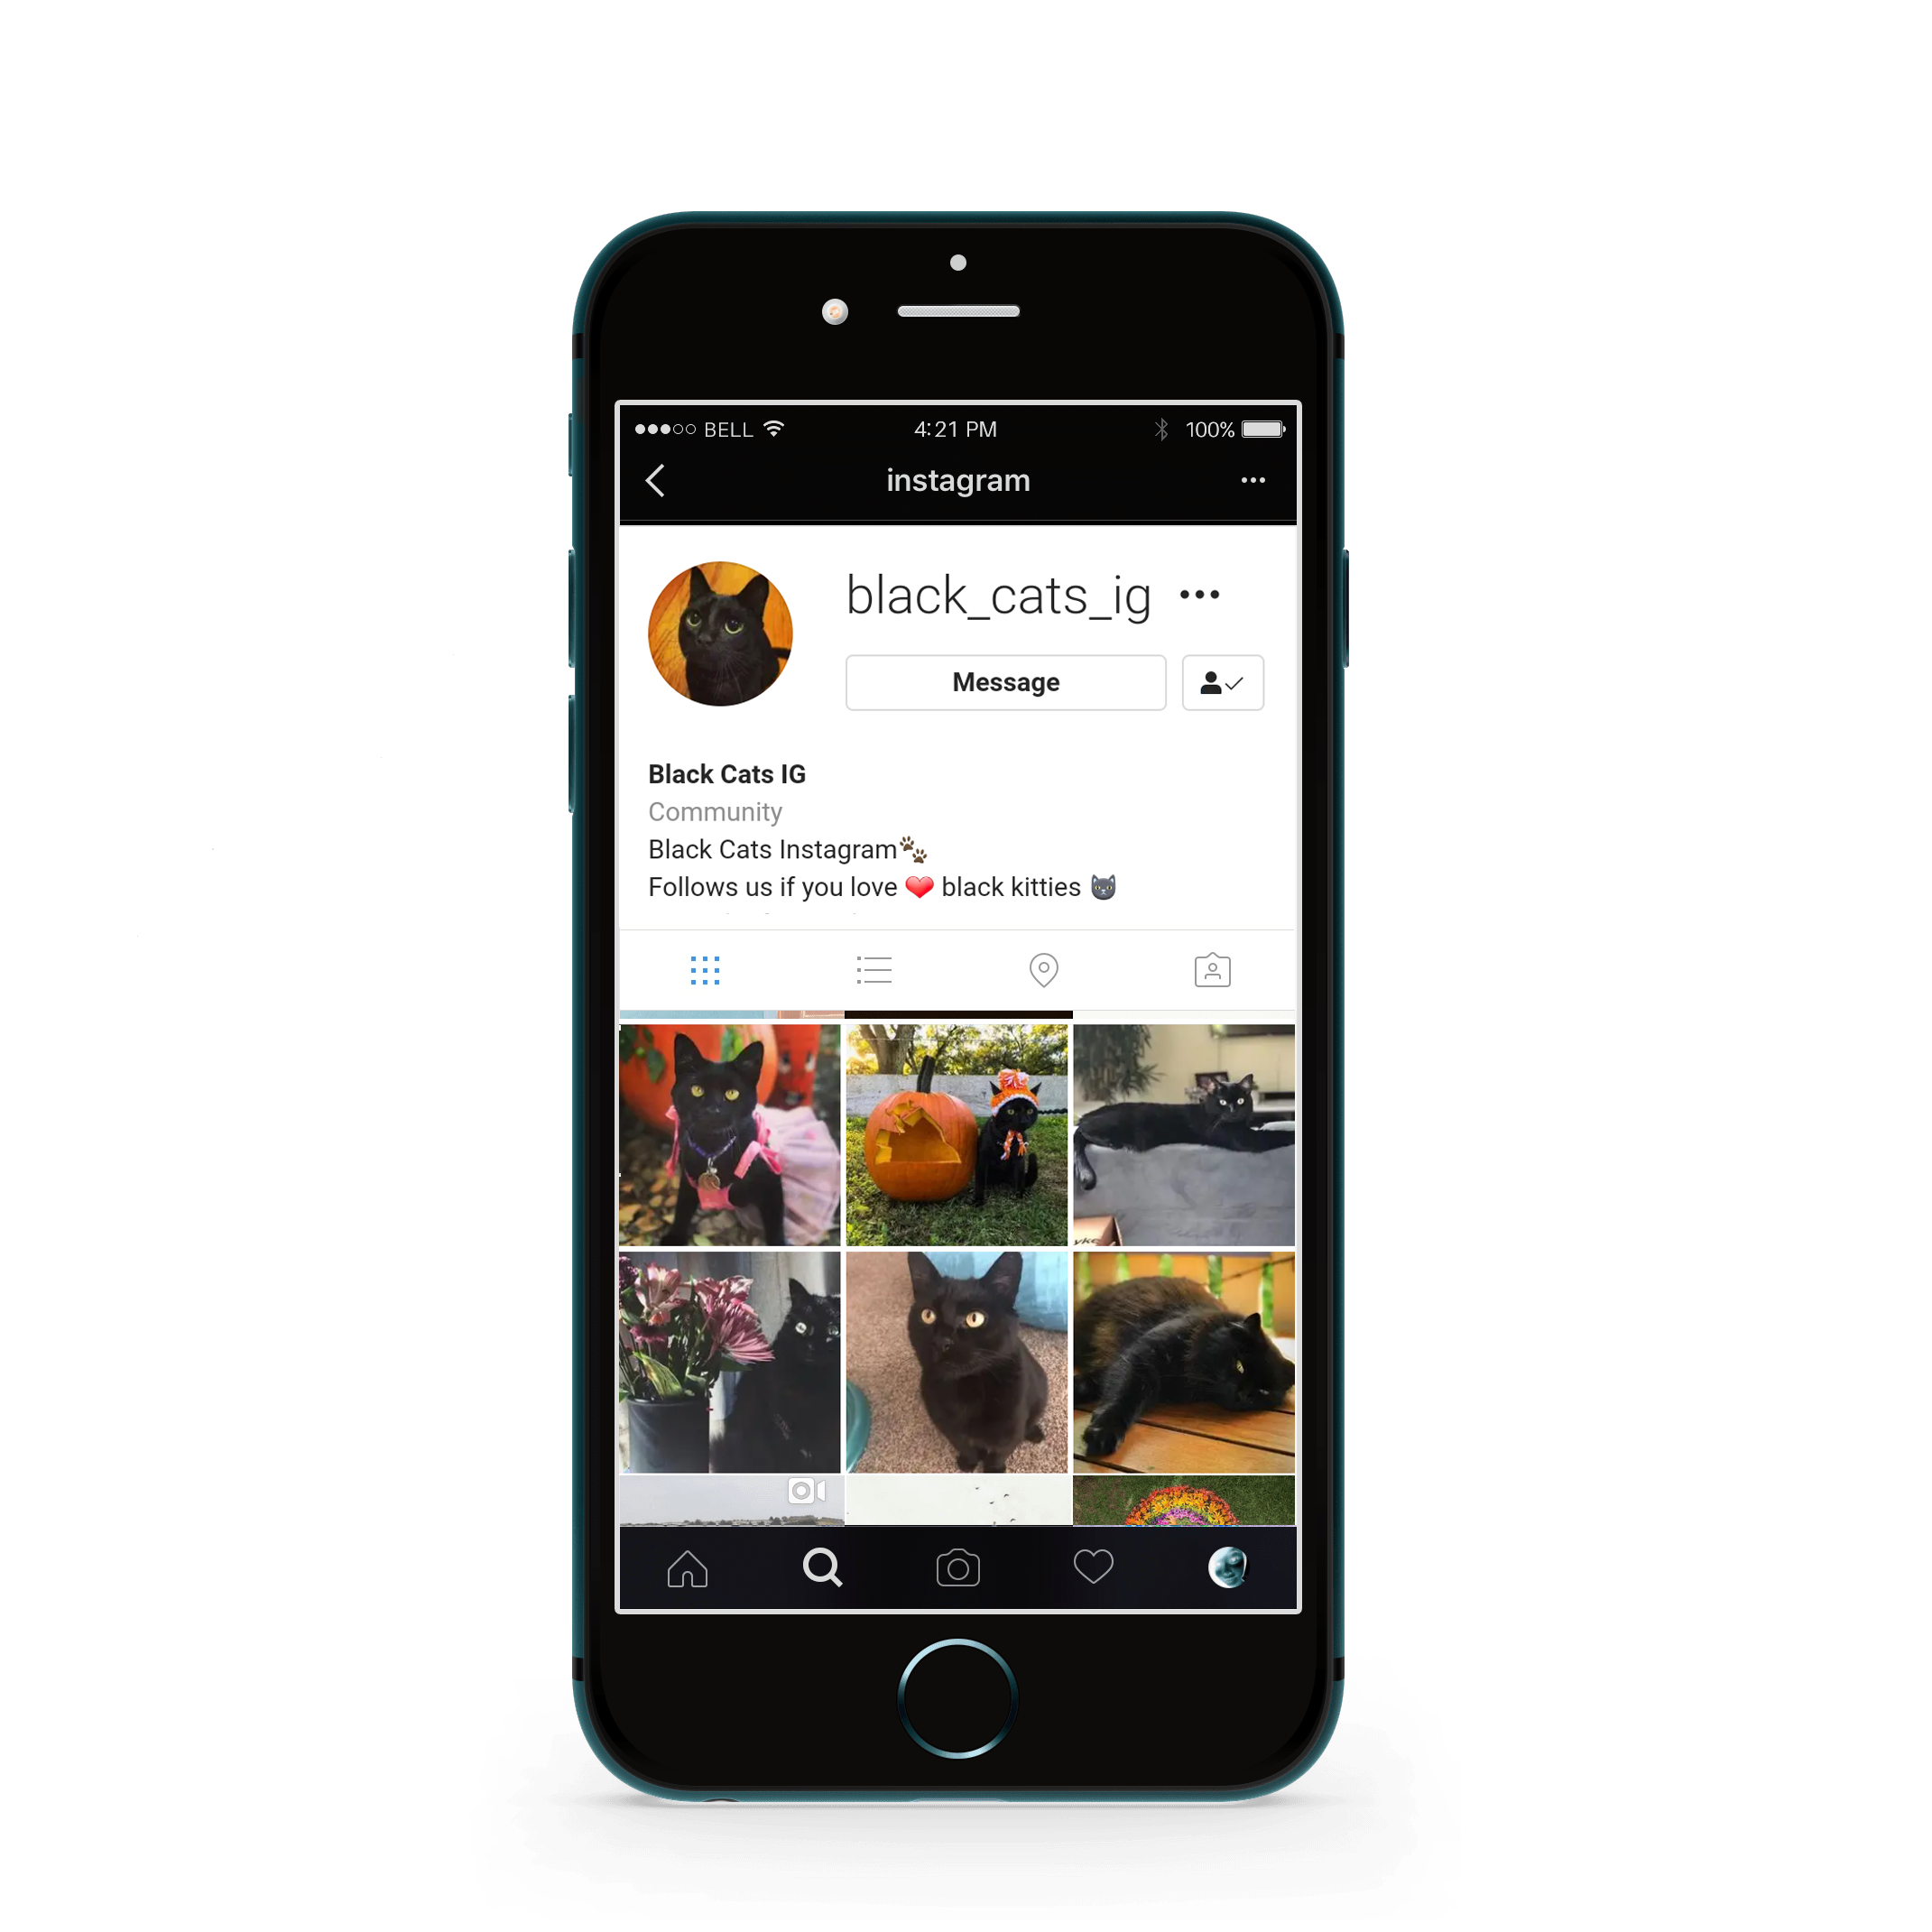 BELL 4:21 PM 100%
instagram
black_cats_ig
Message
Black Cats IG
Community
Black Cats Instagram🐾
Follows us if you love ❤️ black kitties 🐱